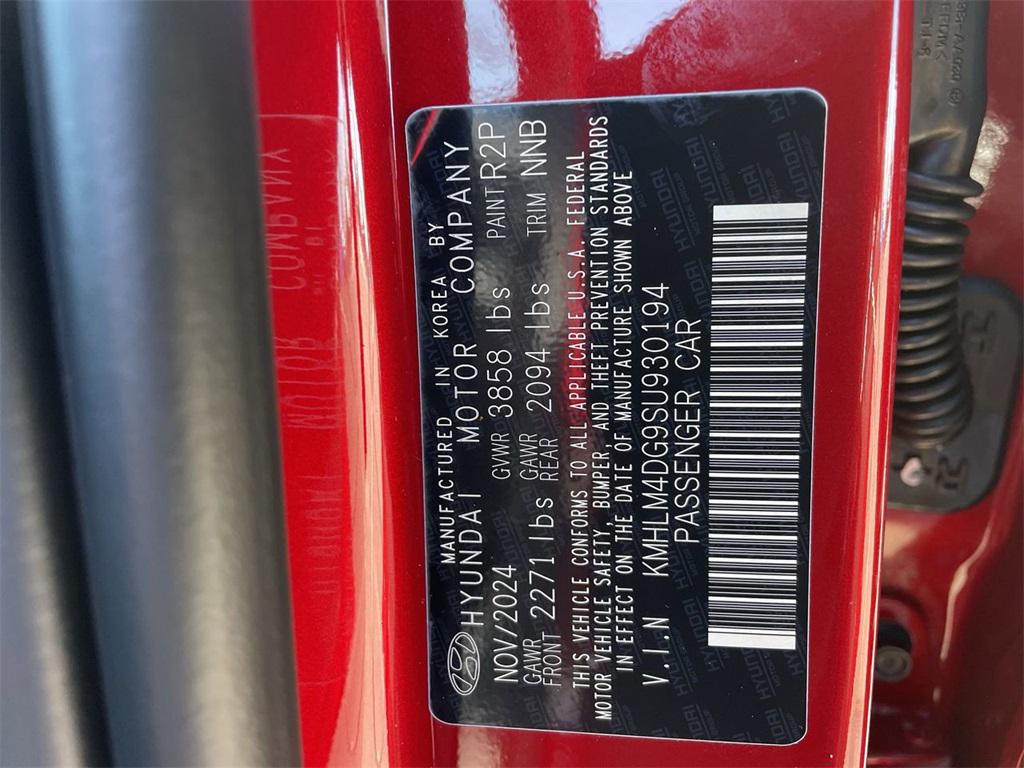 MANUFACTURED IN KOREA BY
HYUNDAI MOTOR COMPANY
NOV/2024 GVWR 3858 lbs PAINT R2P
GAWR FRONT 2271 lbs GAWR REAR 2094 lbs TRIM NNB
THIS VEHICLE CONFORMS TO ALL APPLICABLE U.S.A. FEDERAL
MOTOR VEHICLE SAFETY, BUMPER, AND THEFT PREVENTION STANDARDS
IN EFFECT ON THE DATE OF MANUFACTURE SHOWN ABOVE
V.I.N KMHLM4DG9SU930194
PASSENGER CAR